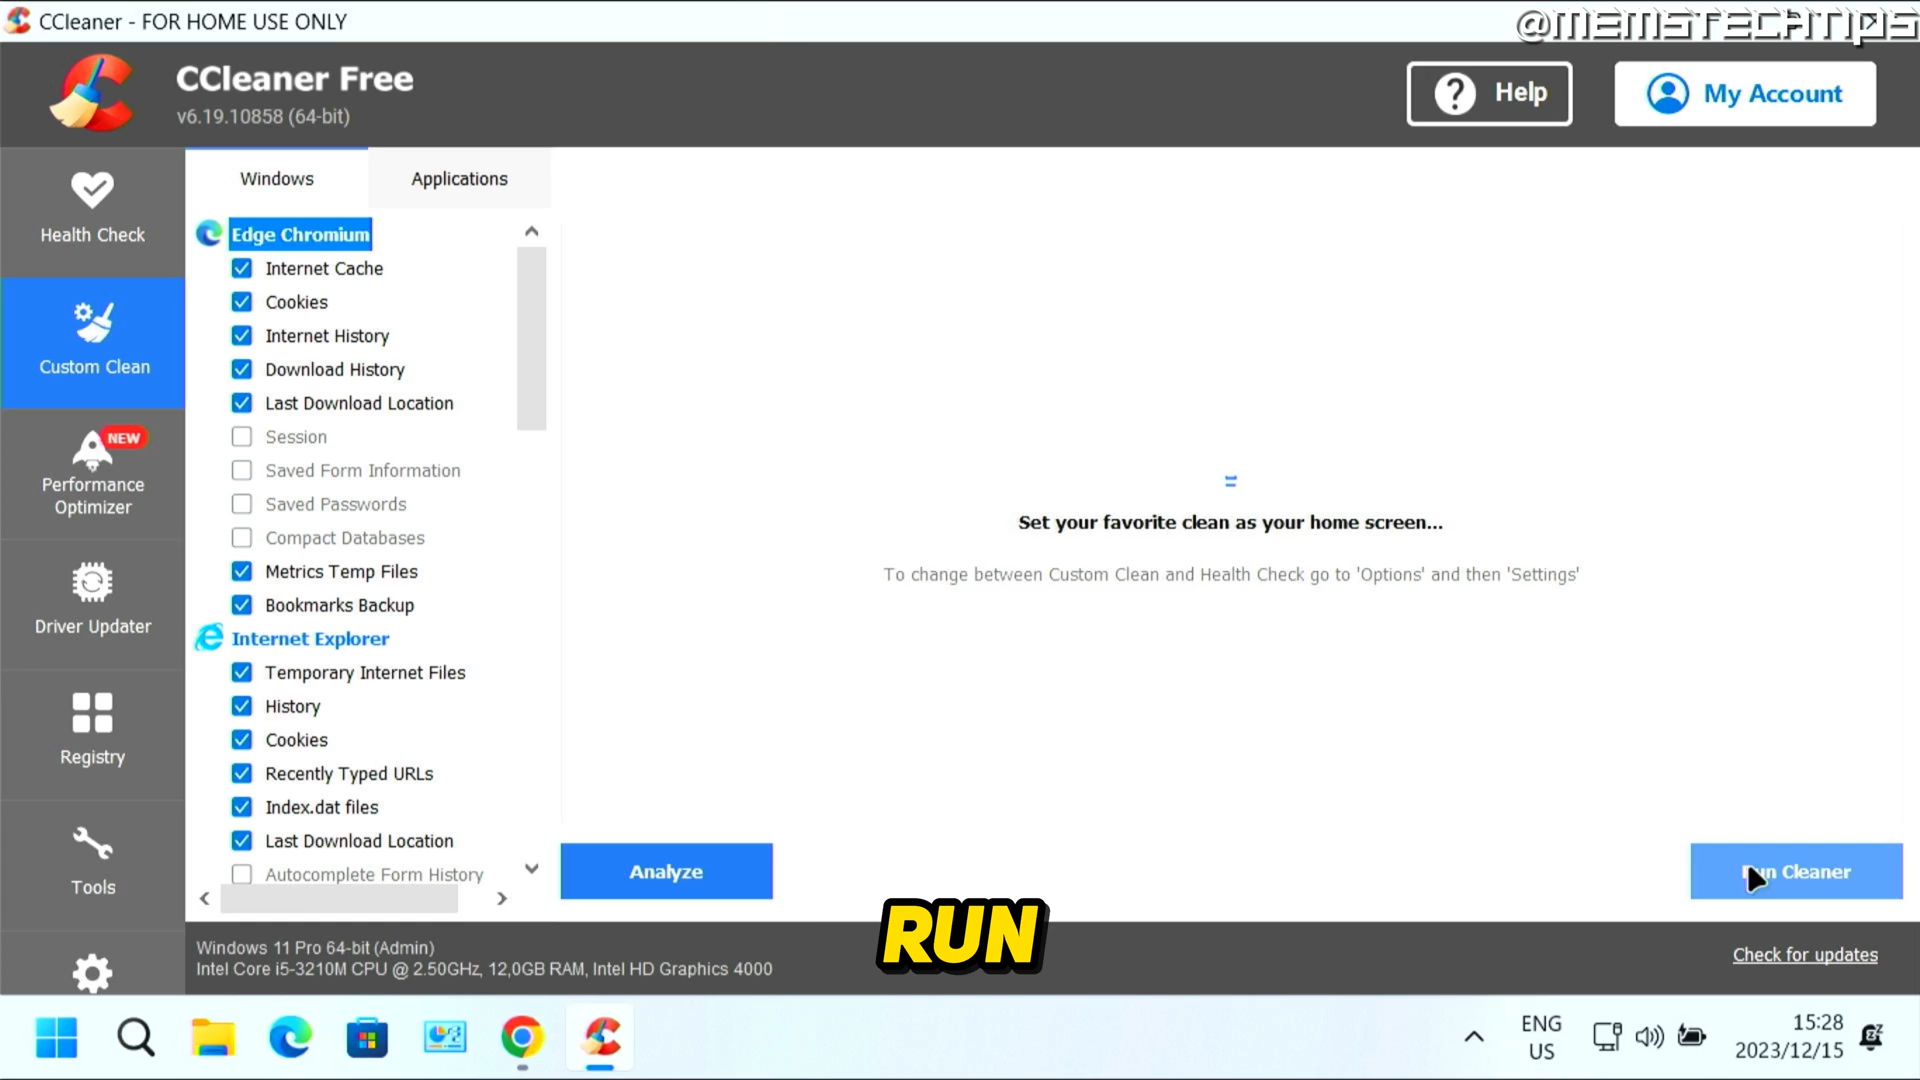 CCleaner - FOR HOME USE ONLY
@MEMSTECHTIPS
CCleaner Free
v6.19.10858 (64-bit)
Help
My Account
Health Check
Custom Clean
NEW
Performance
Optimizer
Driver Updater
Registry
Tools
Windows
Applications
Edge Chromium
Internet Cache
Cookies
Internet History
Download History
Last Download Location
Session
Saved Form Information
Saved Passwords
Compact Databases
Metrics Temp Files
Bookmarks Backup
Internet Explorer
Temporary Internet Files
History
Cookies
Recently Typed URLs
Index.dat files
Last Download Location
Autocomplete Form History
Set your favorite clean as your home screen...
To change between Custom Clean and Health Check go to 'Options' and then 'Settings'
Analyze
Run Cleaner
RUN
Windows 11 Pro 64-bit (Admin)
Intel Core i5-3210M CPU @ 2.50GHz, 12,0GB RAM, Intel HD Graphics 4000
Check for updates
ENG
US
15:28
2023/12/15